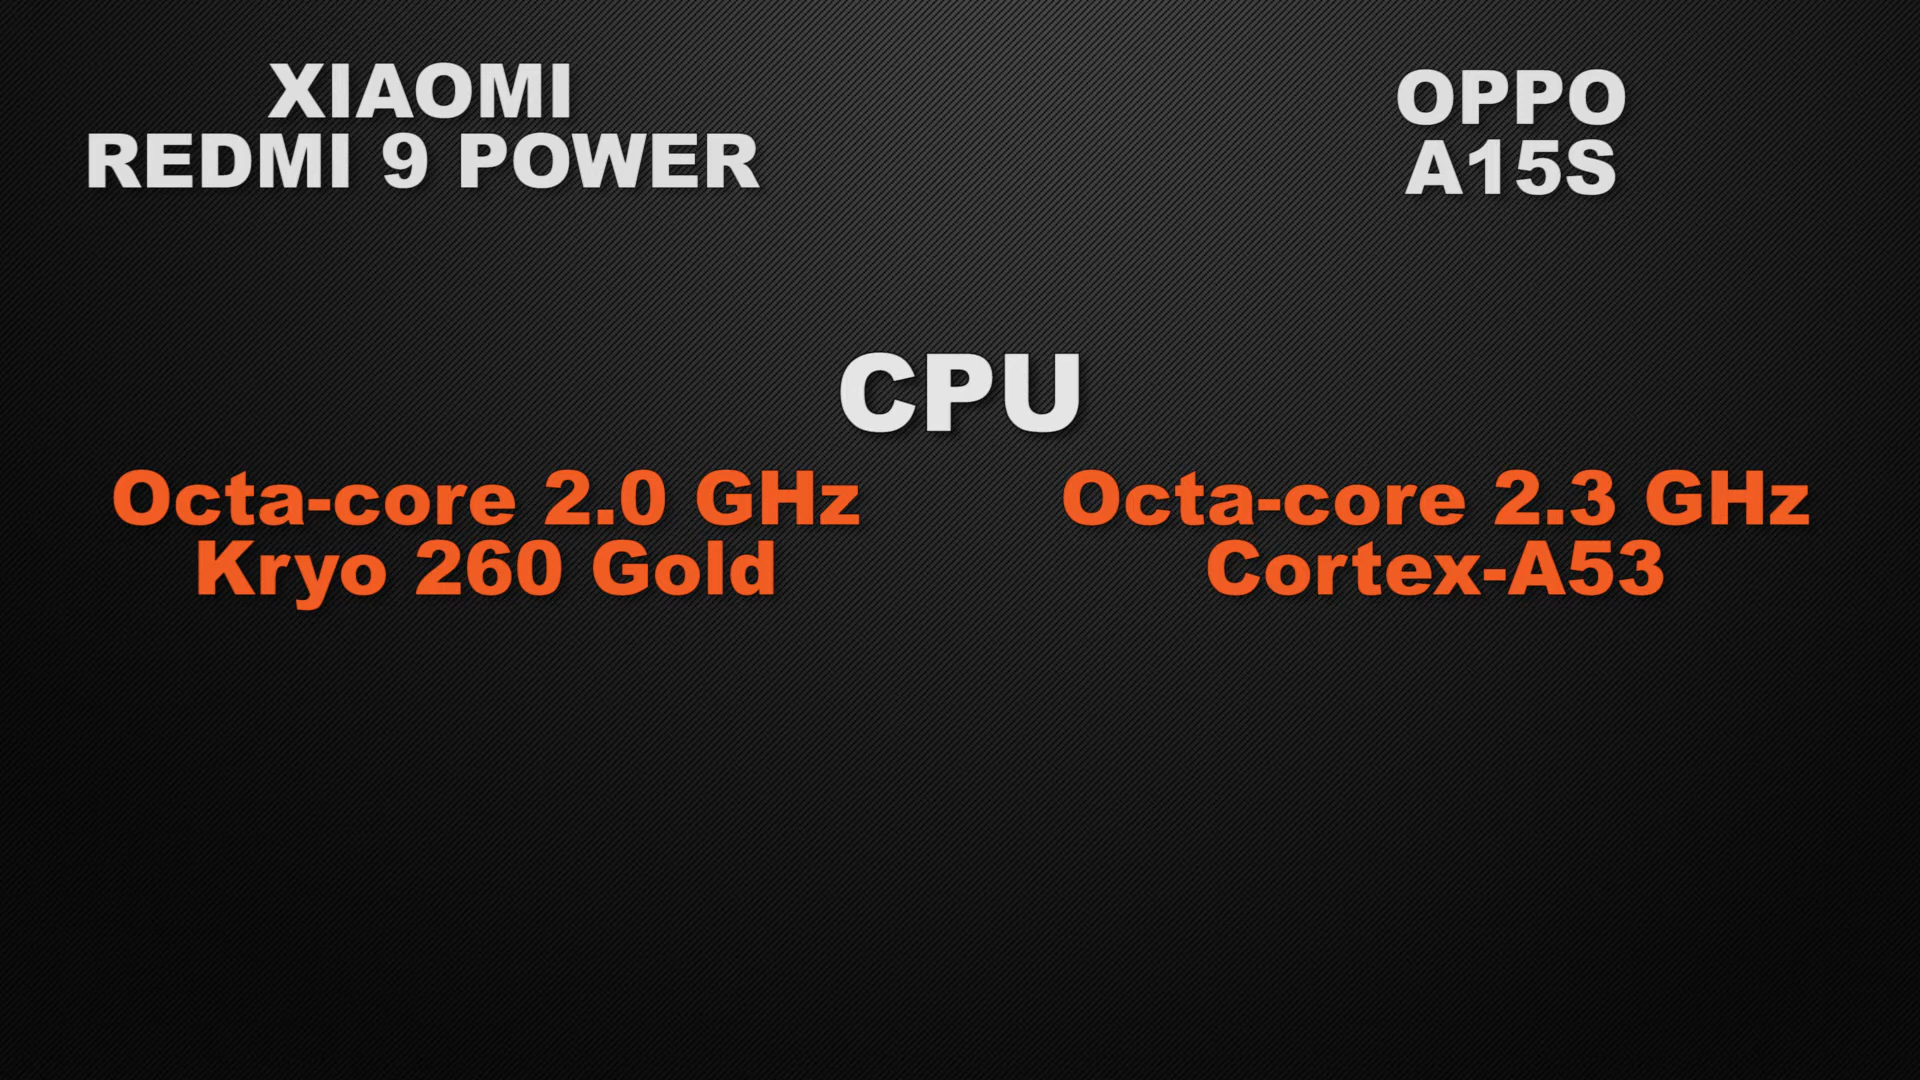 XIAOMI
REDMI 9 POWER
OPPO
A15S
CPU
Octa-core 2.0 GHz
Kryo 260 Gold
Octa-core 2.3 GHz
Cortex-A53